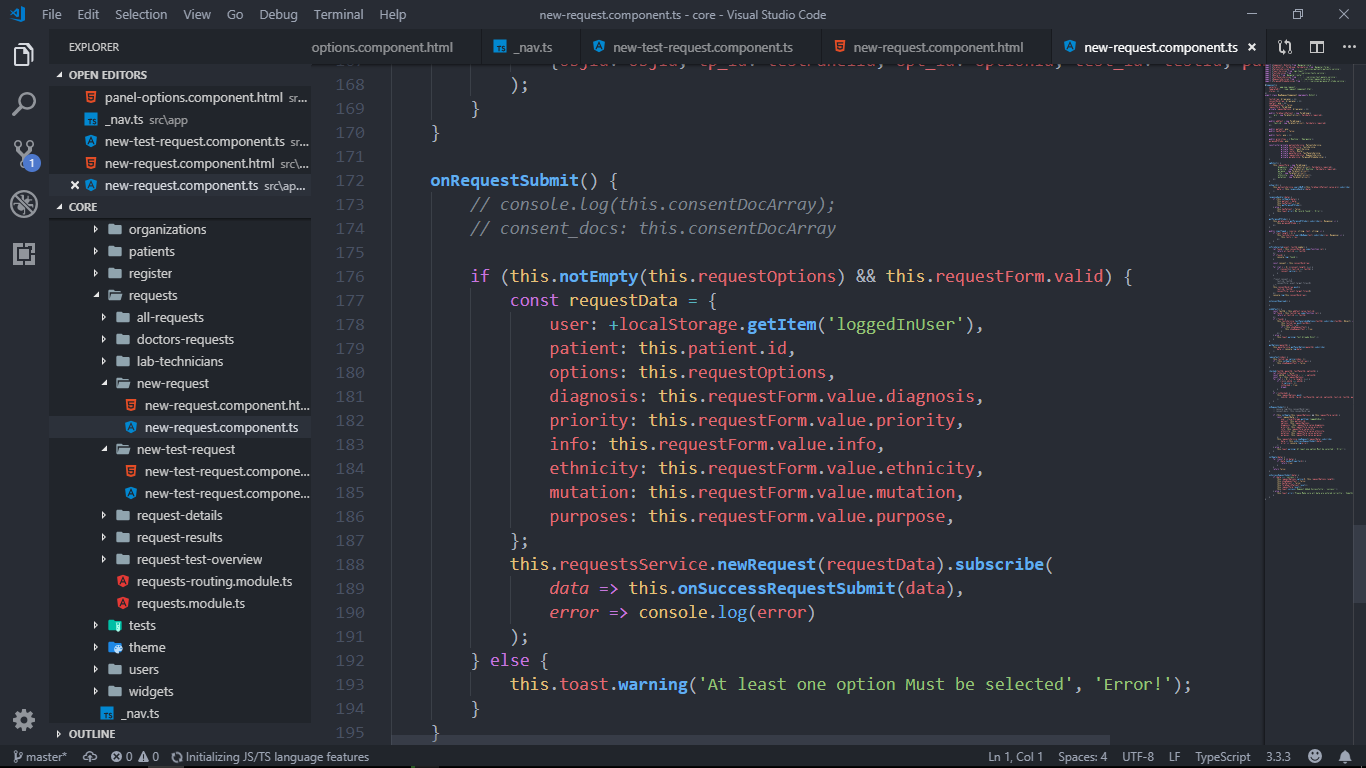 File Edit Selection View Go Debug Terminal Help
new-request.component.ts - core - Visual Studio Code
EXPLORER
options.component.html
_nav.ts
new-test-request.component.ts
new-request.component.html
new-request.component.ts
OPEN EDITORS
panel-options.component.html sr...
_nav.ts src\app
new-test-request.component.ts sr...
new-request.component.html src\...
new-request.component.ts src\ap...
CORE
organizations
patients
register
requests
all-requests
doctors-requests
lab-technicians
new-request
new-request.component.ht...
new-request.component.ts
new-test-request
new-test-request.compone...
new-test-request.compone...
request-details
request-results
request-test-overview
requests-routing.module.ts
requests.module.ts
tests
theme
users
widgets
_nav.ts
OUTLINE
168 );
169 }
170 }
171
172 onRequestSubmit() {
173 // console.log(this.consentDocArray);
174 // consent_docs: this.consentDocArray
175
176 if (this.notEmpty(this.requestOptions) && this.requestForm.valid) {
177 const requestData = {
178 user: +localStorage.getItem('loggedInUser'),
179 patient: this.patient.id,
180 options: this.requestOptions,
181 diagnosis: this.requestForm.value.diagnosis,
182 priority: this.requestForm.value.priority,
183 info: this.requestForm.value.info,
184 ethnicity: this.requestForm.value.ethnicity,
185 mutation: this.requestForm.value.mutation,
186 purposes: this.requestForm.value.purpose,
187 };
188 this.requestsService.newRequest(requestData).subscribe(
189 data => this.onSuccessRequestSubmit(data),
190 error => console.log(error)
191 );
192 } else {
193 this.toast.warning('At least one option Must be selected', 'Error!');
194 }
195 }
1
master* 0 0 Initializing JS/TS language features
Ln 1, Col 1 Spaces: 4 UTF-8 LF TypeScript 3.3.3